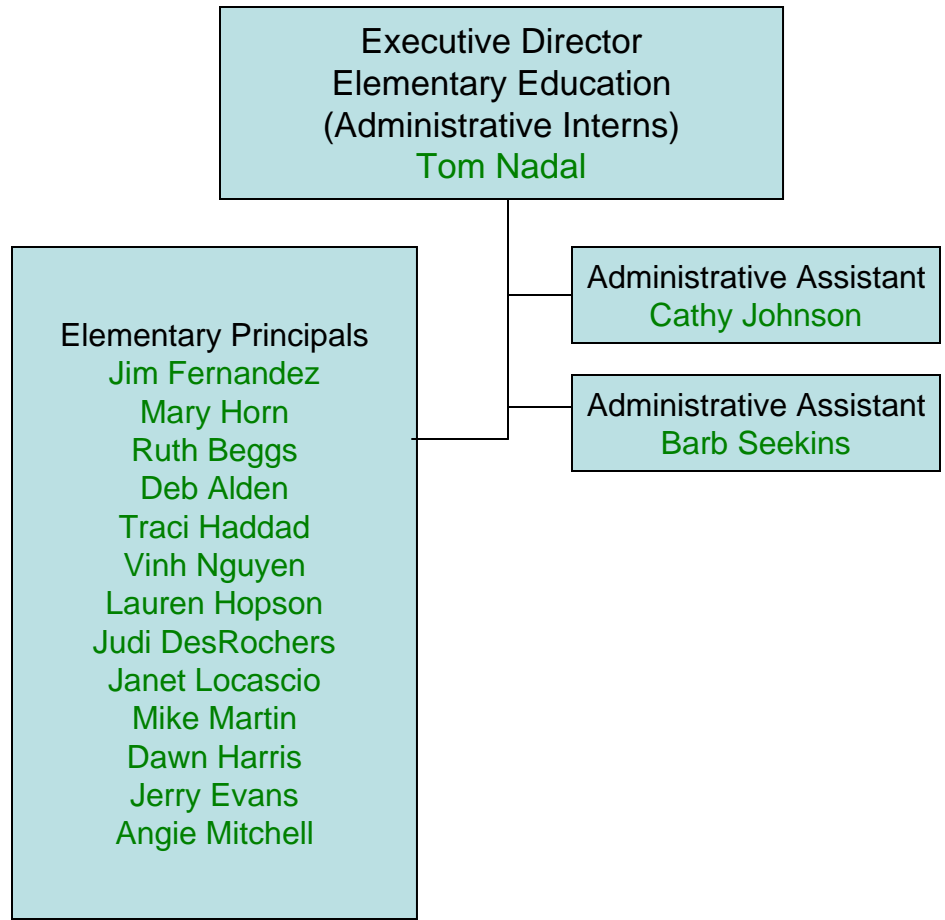 Executive Director
Elementary Education
(Administrative Interns)
Tom Nadal
Elementary Principals
Jim Fernandez
Mary Horn
Ruth Beggs
Deb Alden
Traci Haddad
Vinh Nguyen
Lauren Hopson
Judi DesRochers
Janet Locascio
Mike Martin
Dawn Harris
Jerry Evans
Angie Mitchell
Administrative Assistant
Cathy Johnson
Administrative Assistant
Barb Seekins